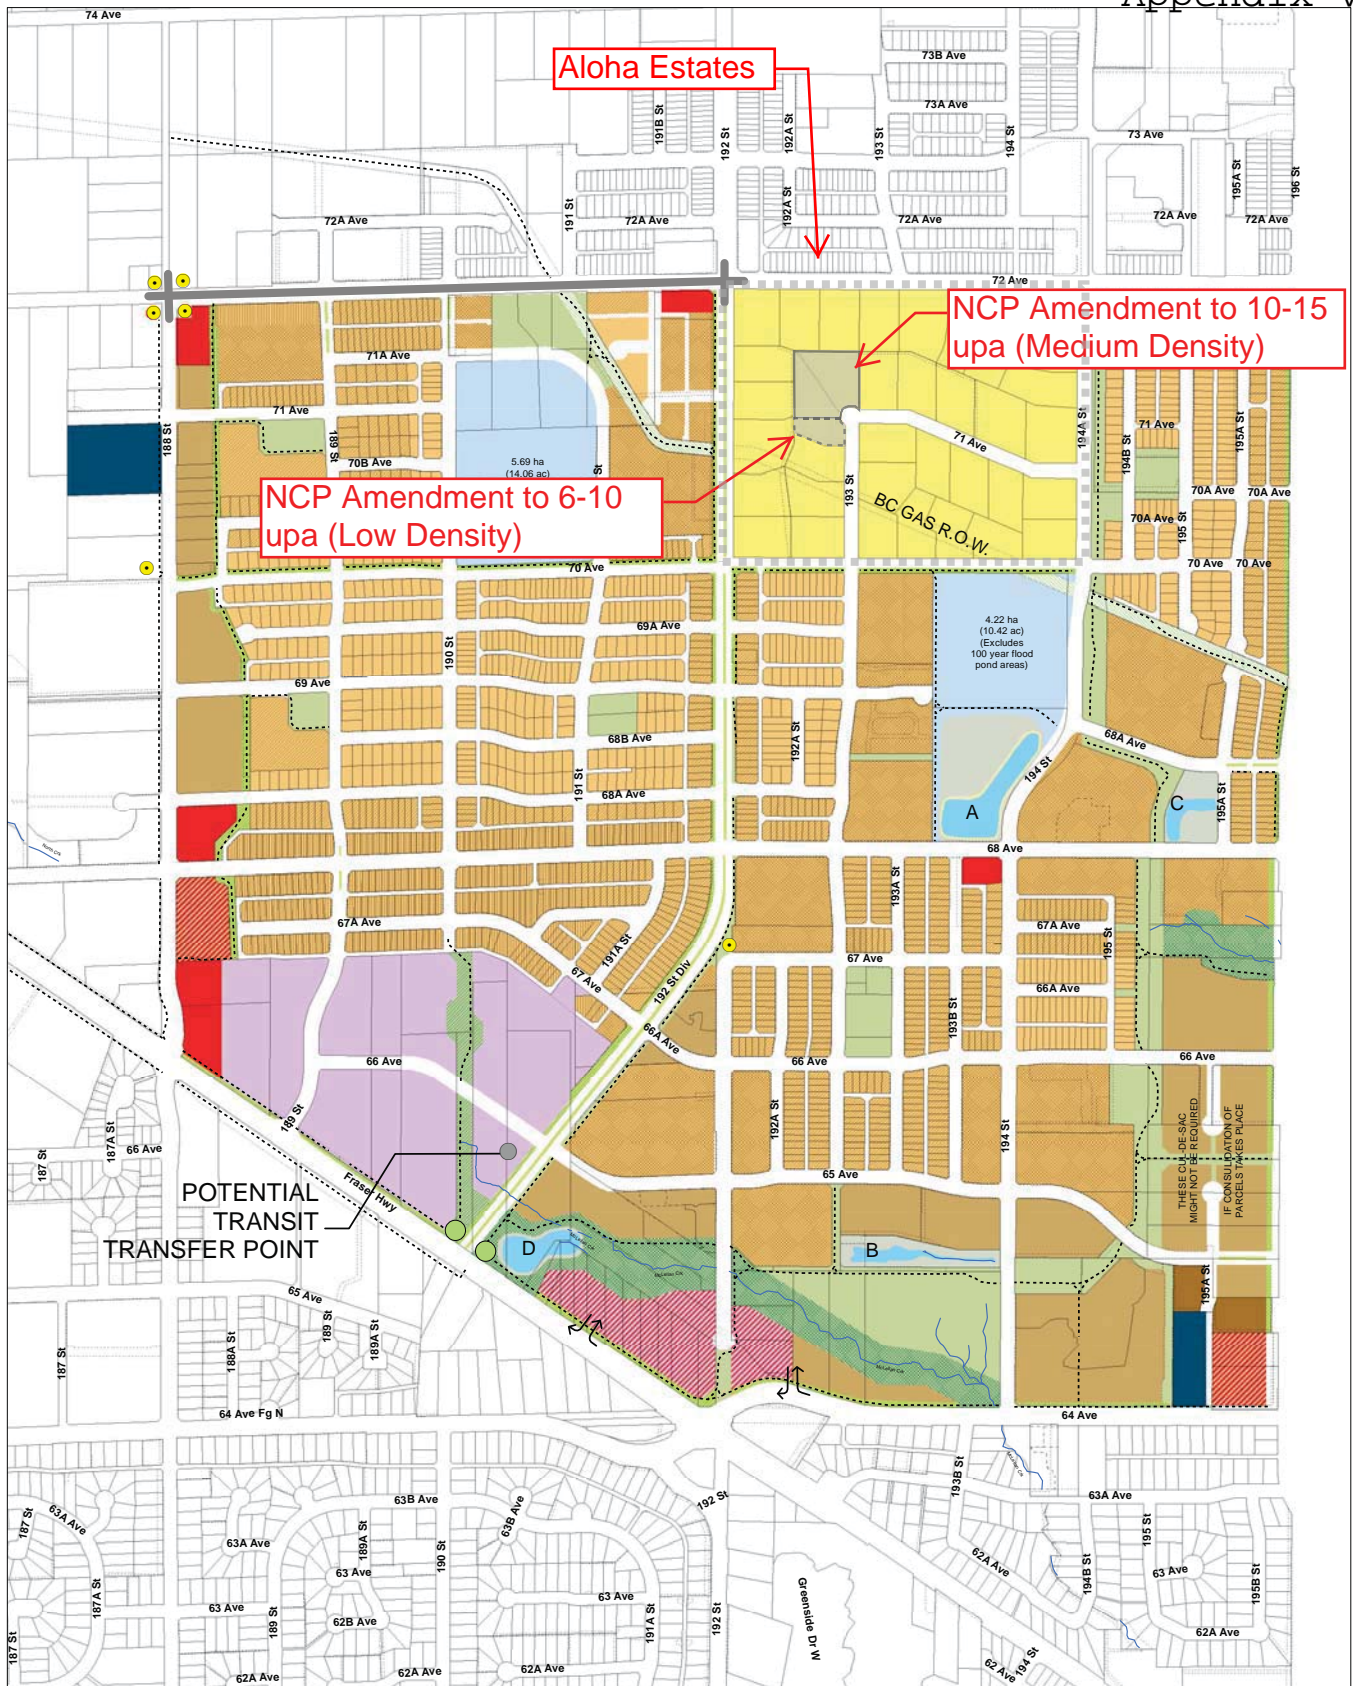 Appendix V
74 Ave
Aloha Estates
73B Ave
73A Ave
73 Ave
191B St
192 St
192A St
193 St
194 St
195A St
196 St
191 St
192A St
72A Ave
72A Ave
72A Ave
72A Ave
72A Ave
72 Ave
NCP Amendment to 10-15
upa (Medium Density)
71A Ave
71 Ave
188 St
189 St
70B Ave
5.69 ha
(14.06 ac)
St
NCP Amendment to 6-10
upa (Low Density)
71 Ave
193 St
BC GAS R.O.W.
194A St
194B St
71 Ave
195A St
70A Ave
70A Ave
70A Ave
195 St
70 Ave
70 Ave
70 Ave
69A Ave
190 St
69 Ave
4.22 ha
(10.42 ac)
(Excludes
100 year flood
pond areas)
68B Ave
192A St
191 St
68A Ave
68A Ave
194 St
195A St
A
C
68 Ave
193A St
67A Ave
191A St
67 Ave
67 Ave
67A Ave
195 St
66A Ave
192 St Div
66A Ave
193B St
66 Ave
66 Ave
66 Ave
189 St
187A St
187 St
66 Ave
192A St
194 St
65 Ave
THESE CUL-DE-SAC
MIGHT NOT BE REQUIRED
IF CONSOLIDATION OF
PARCELS TAKES PLACE
POTENTIAL
TRANSIT
TRANSFER POINT
Fraser Hwy
D
McLellan Crk
McLellan Crk
McLellan Crk
B
195A St
65 Ave
187 St
188A St
189 St
189A St
64 Ave Fg N
64 Ave
193B St
McLellan Crk
63A Ave
192 St
63B Ave
63B Ave
187 St
63A Ave
63A Ave
189A St
190 St
195 St
62A Ave
194B St
63 Ave
195B St
63 Ave
187A St
63 Ave
189 St
62B Ave
63 Ave
191A St
192 St
Greenside Dr W
62A Ave
187 St
62A Ave
62A Ave
62A Ave
62 Ave
194 St